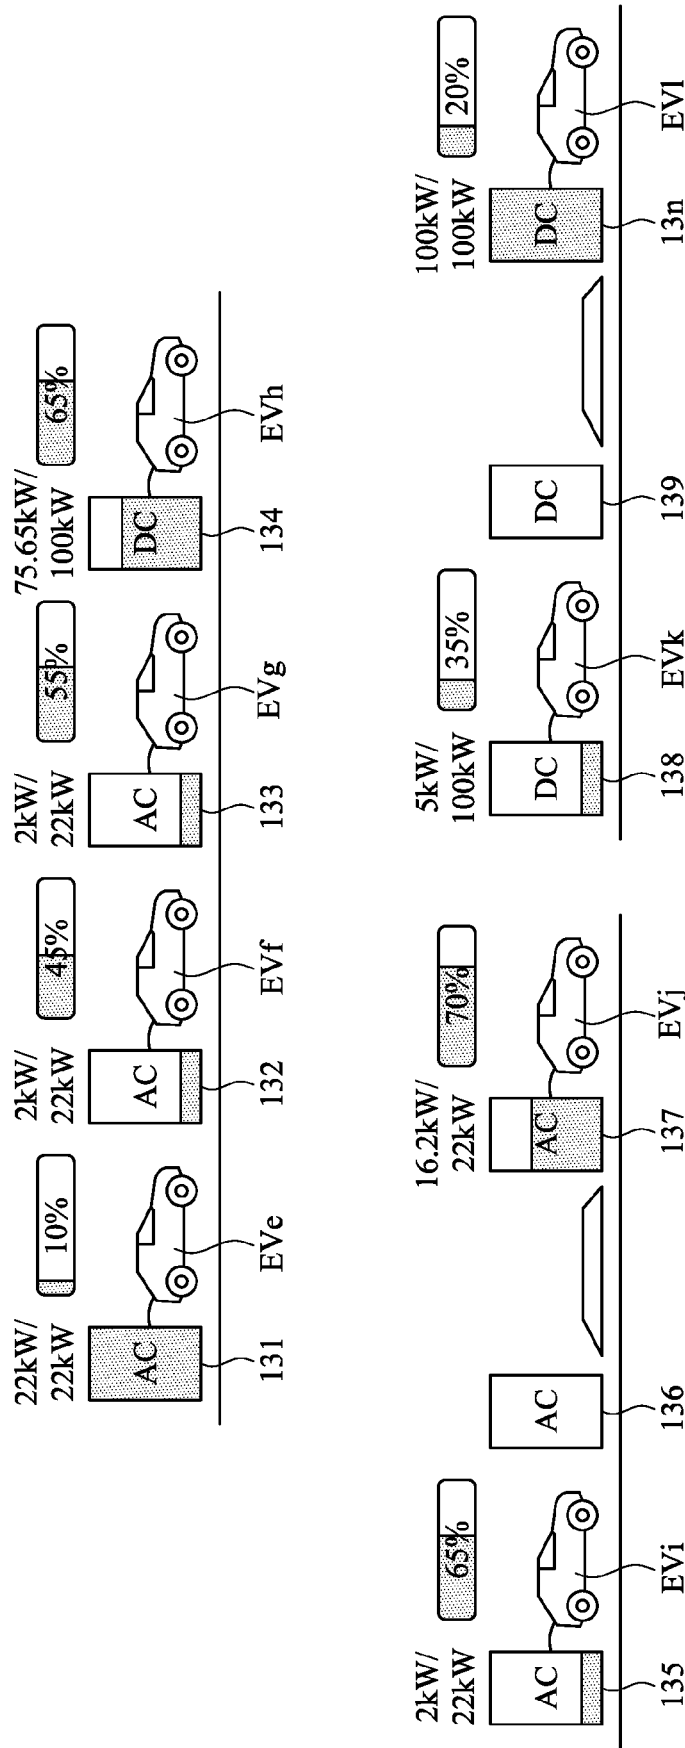 22kW/
22kW
10%
AC
131
EVe
2kW/
22kW
45%
AC
132
EVf
2kW/
22kW
55%
AC
133
EVg
75.65kW/
100kW
65%
DC
134
EVh
2kW/
22kW
65%
AC
135
EVi
AC
136
16.2kW/
22kW
70%
AC
137
EVj
5kW/
100kW
35%
DC
138
EVk
DC
139
100kW/
100kW
20%
DC
13n
EVl